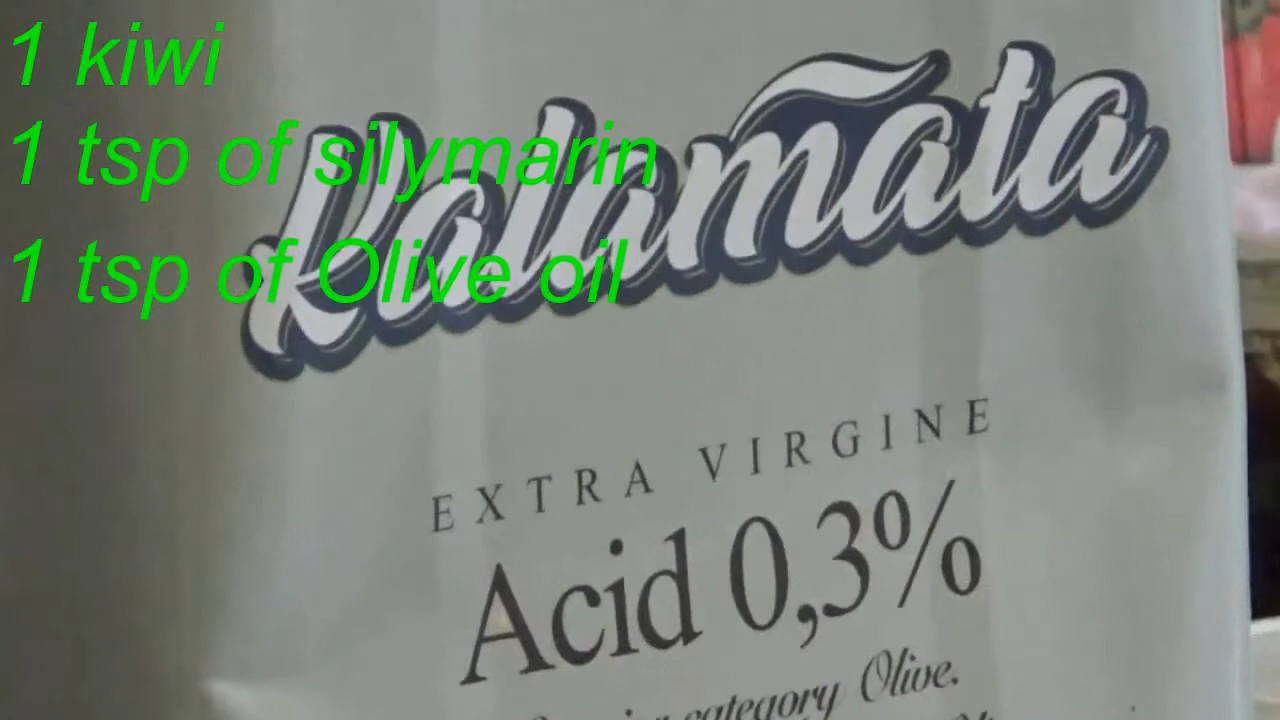 1 kiwi
1 tsp of silymarin
1 tsp of Olive oil
Kalamata
EXTRA VIRGINE
Acid 0,3%
category Olive.